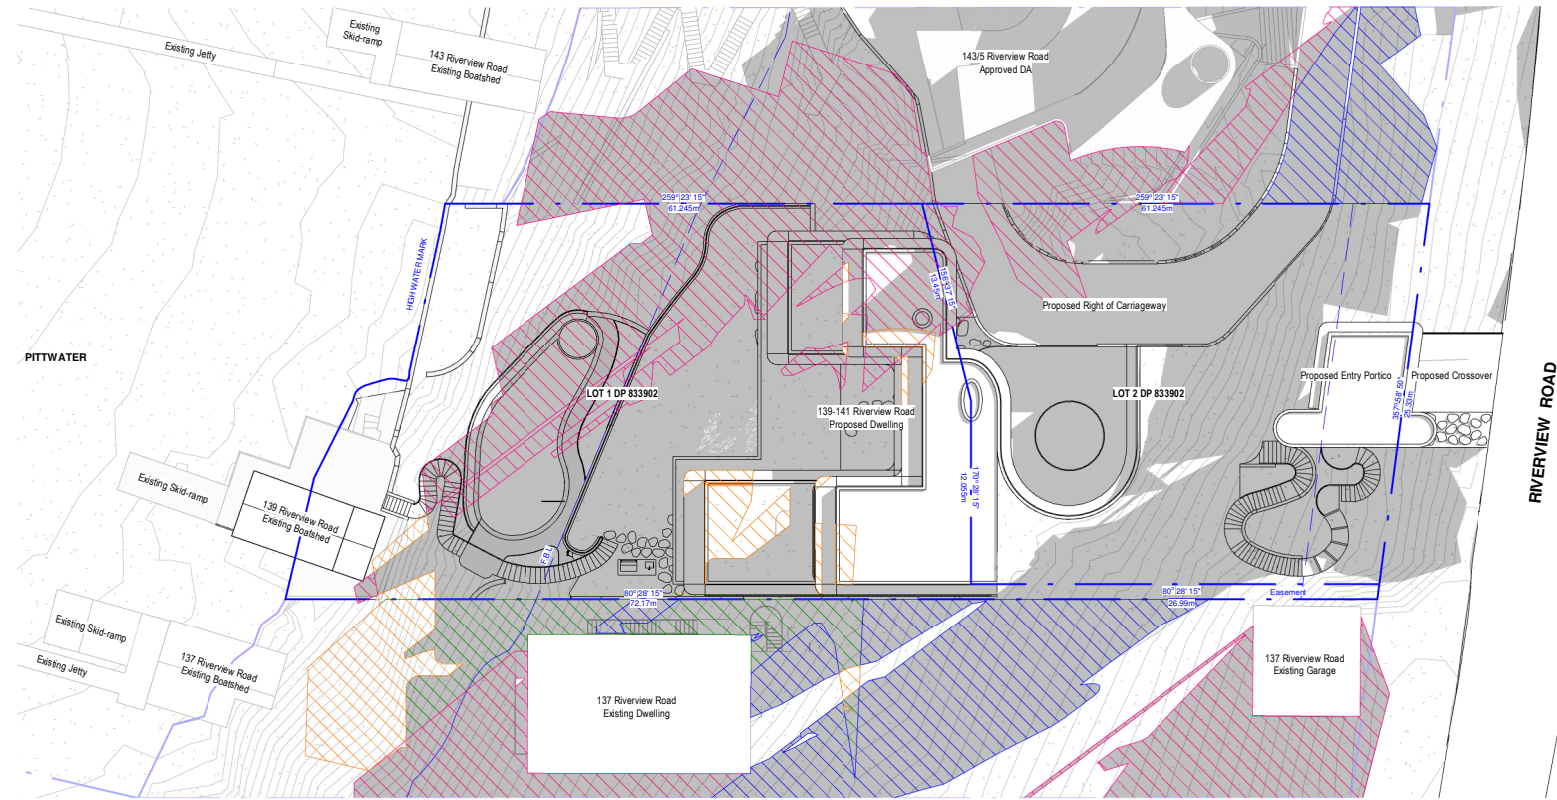 Existing
Skid-ramp
Existing Jetty
143 Riverview Road
Existing Boatshed
143/5 Riverview Road
Approved DA
259° 23' 15"
61.245m
259° 23' 15"
61.245m
HIGH WATER MARK
156° 37' 15"
13.45m
Proposed Right of Carriageway
PITTWATER
LOT 1 DP 833902
139-141 Riverview Road
Proposed Dwelling
LOT 2 DP 833902
Proposed Entry Portico
Proposed Crossover
357° 58' 50"
25.33m
RIVERVIEW ROAD
Existing Skid-ramp
139 Riverview Road
Existing Boatshed
170° 28' 15"
12.055m
F.B.L
80° 28' 15"
72.17m
80° 28' 15"
26.99m
Easement
Existing Skid-ramp
Existing Jetty
137 Riverview Road
Existing Boatshed
137 Riverview Road
Existing Dwelling
137 Riverview Road
Existing Garage